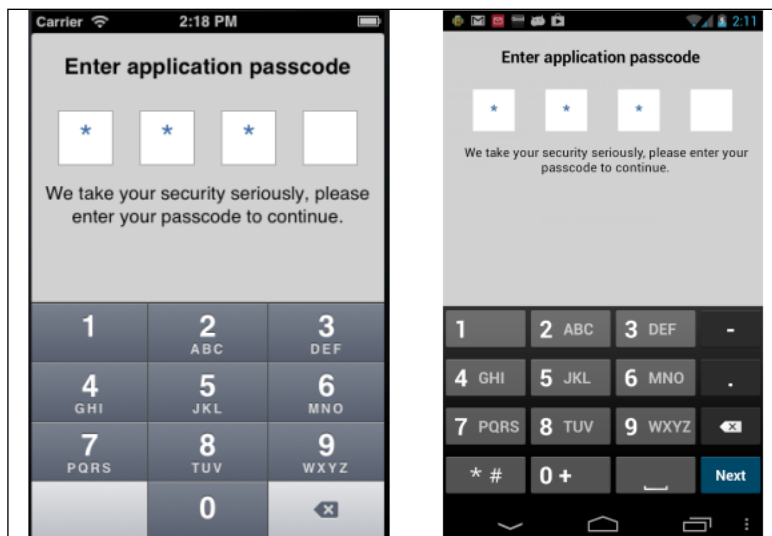 Carrier 2:18 PM
Enter application passcode
* * *
We take your security seriously, please
enter your passcode to continue.
1 2 3
ABC DEF
4 5 6
GHI JKL MNO
7 8 9
PQRS TUV WXYZ
0
2:11
Enter application passcode
* * *
We take your security seriously, please enter your
passcode to continue.
1 2 ABC 3 DEF -
4 GHI 5 JKL 6 MNO .
7 PQRS 8 TUV 9 WXYZ
* # 0 + Next